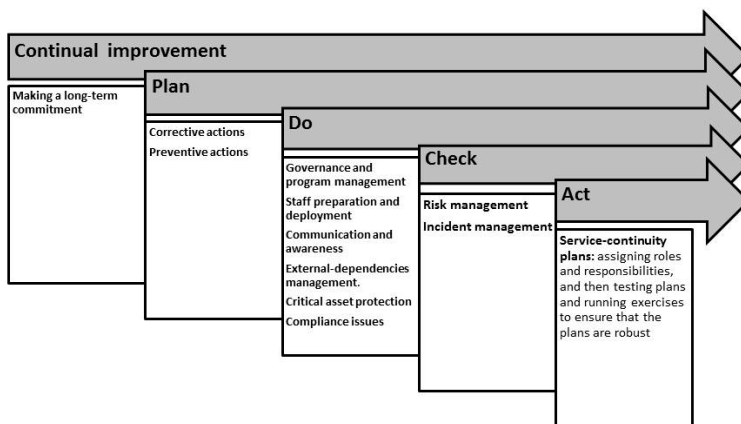 Continual improvement
Making a long-term
commitment
Plan
Corrective actions
Preventive actions
Do
Governance and
program management
Staff preparation and
deployment
Communication and
awareness
External-dependencies
management.
Critical asset protection
Compliance issues
Check
Risk management
Incident management
Act
Service-continuity
plans: assigning roles
and responsibilities,
and then testing plans
and running exercises
to ensure that the
plans are robust